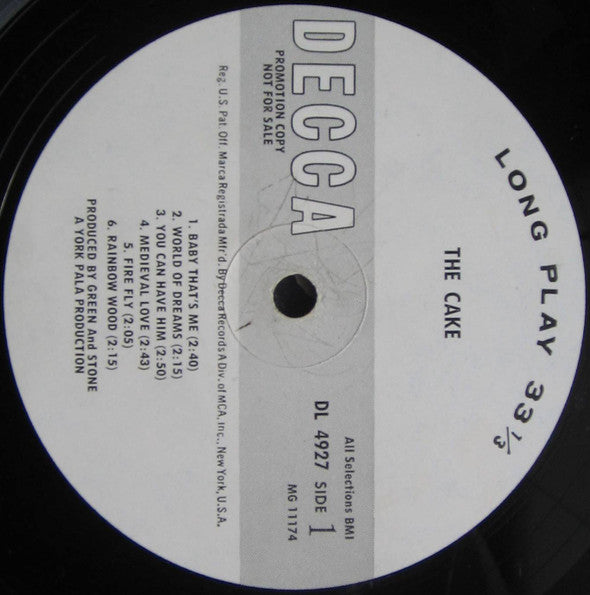 LONG PLAY 33 1/3
THE CAKE
DECCA
PROMOTION COPY
NOT FOR SALE
All Selections BMI
DL 4927 SIDE 1
MG 11174
Reg. U.S. Pat. Off. Marca Registrada Mfr'd. By Decca Records A Div. of MCA, Inc., New York, U.S.A.
1. BABY THAT'S ME (2:40)
2. WORLD OF DREAMS (2:15)
3. YOU CAN HAVE HIM (2:50)
4. MEDIEVAL LOVE (2:43)
5. FIRE FLY (2:05)
6. RAINBOW WOOD (2:15)
PRODUCED BY GREEN And STONE
A YORK PALA PRODUCTION